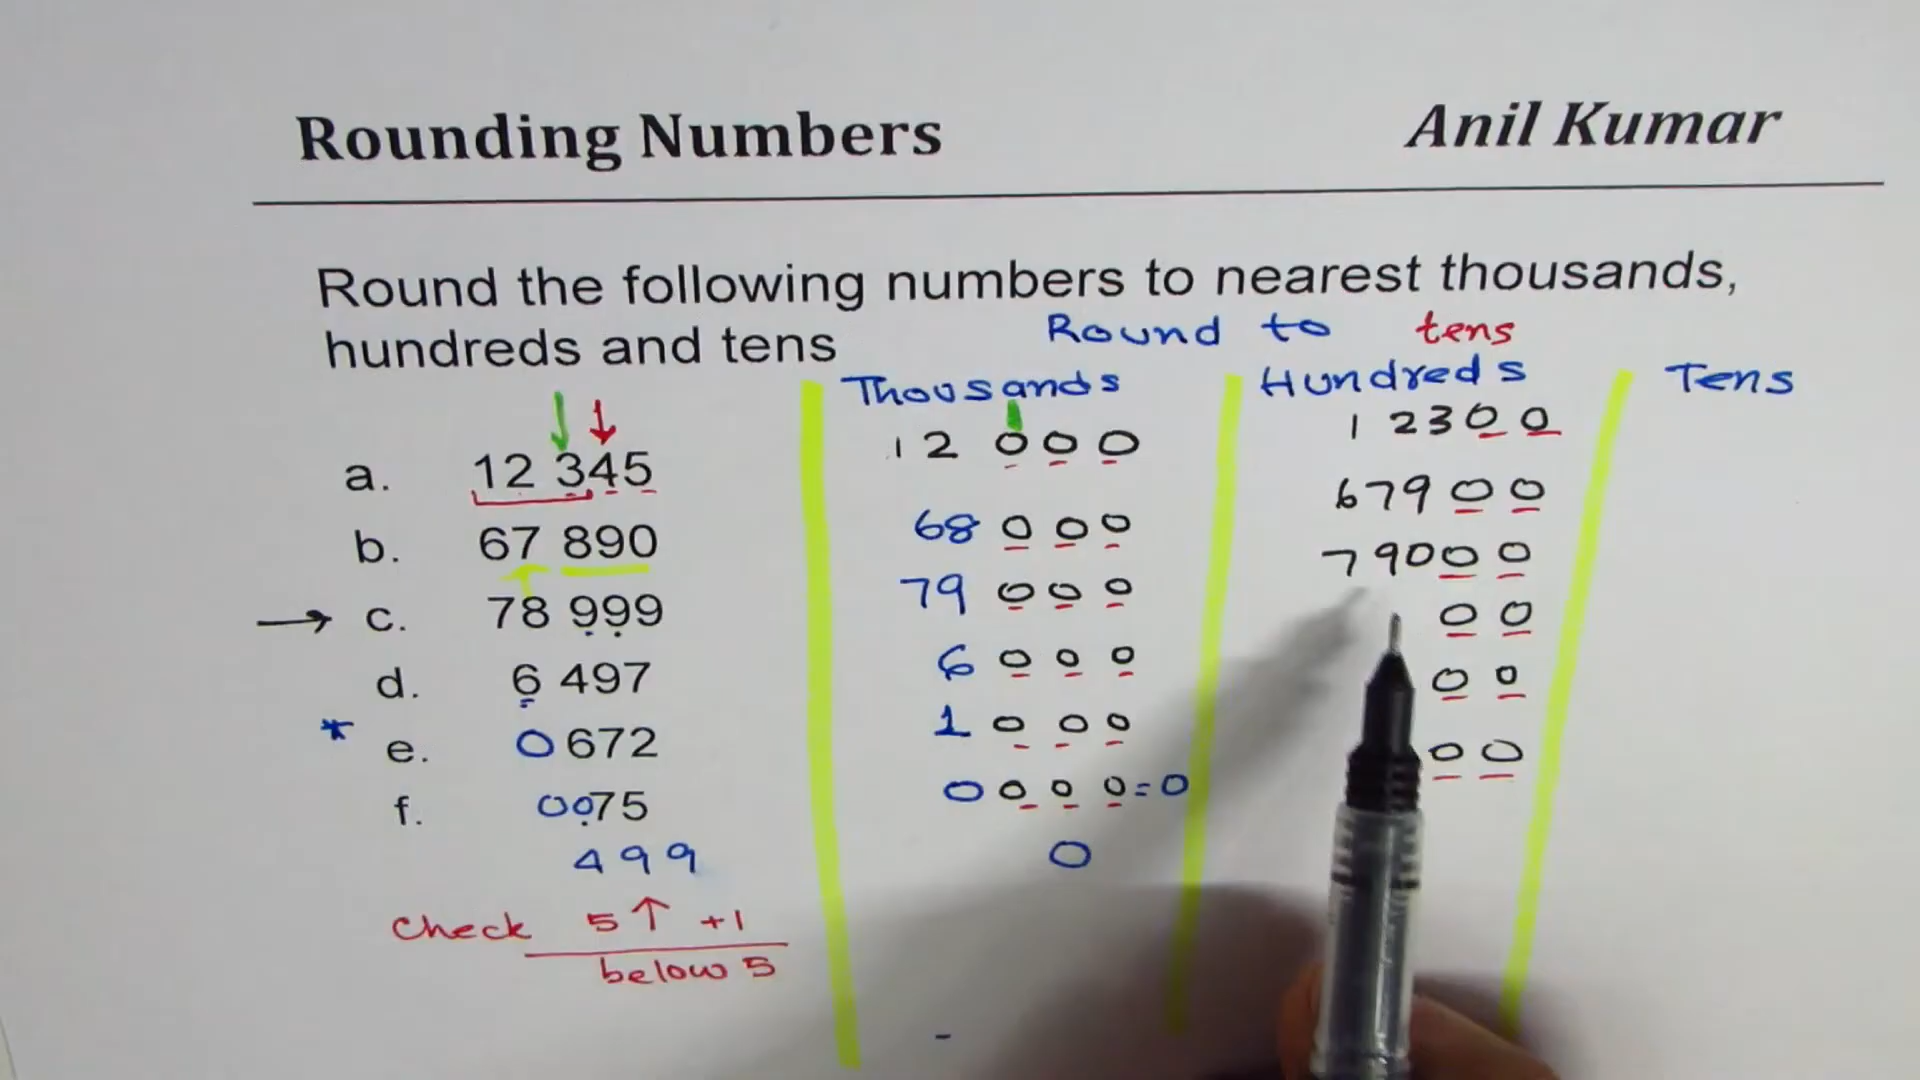 Rounding Numbers Anil Kumar
Round the following numbers to nearest thousands,
hundreds and tens Round to tens
Thousands Hundreds Tens
a. 12 345 12 000 12300
b. 67 890 68 000 67900
c. 78 999 79 000 79000
d. 6 497 6 000 00
e. 0672 1 000 00
f. 0075 0000=0 00
499 0
Check 5↑ +1
below 5